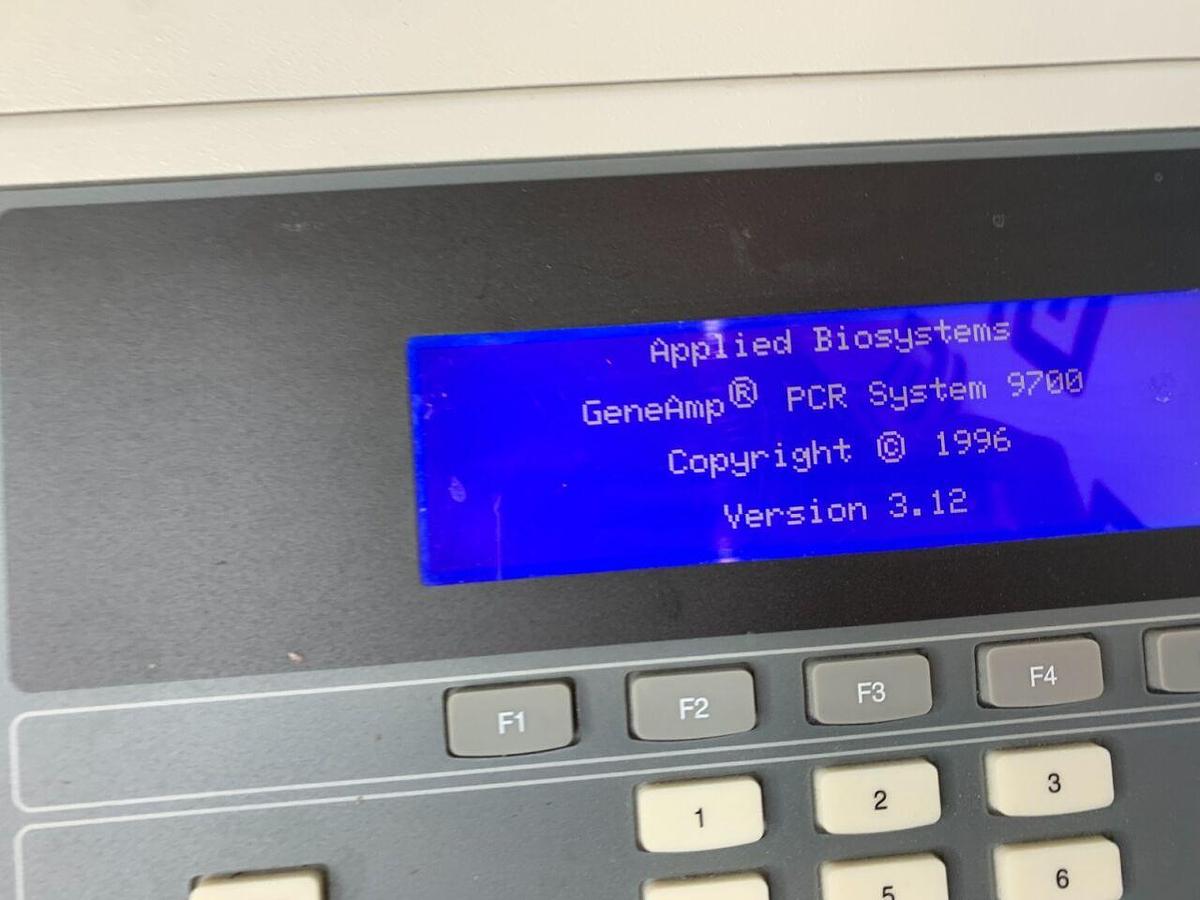 Applied Biosystems
GeneAmp® PCR System 9700
Copyright © 1996
Version 3.12
F1 F2 F3 F4
1 2 3
5 6